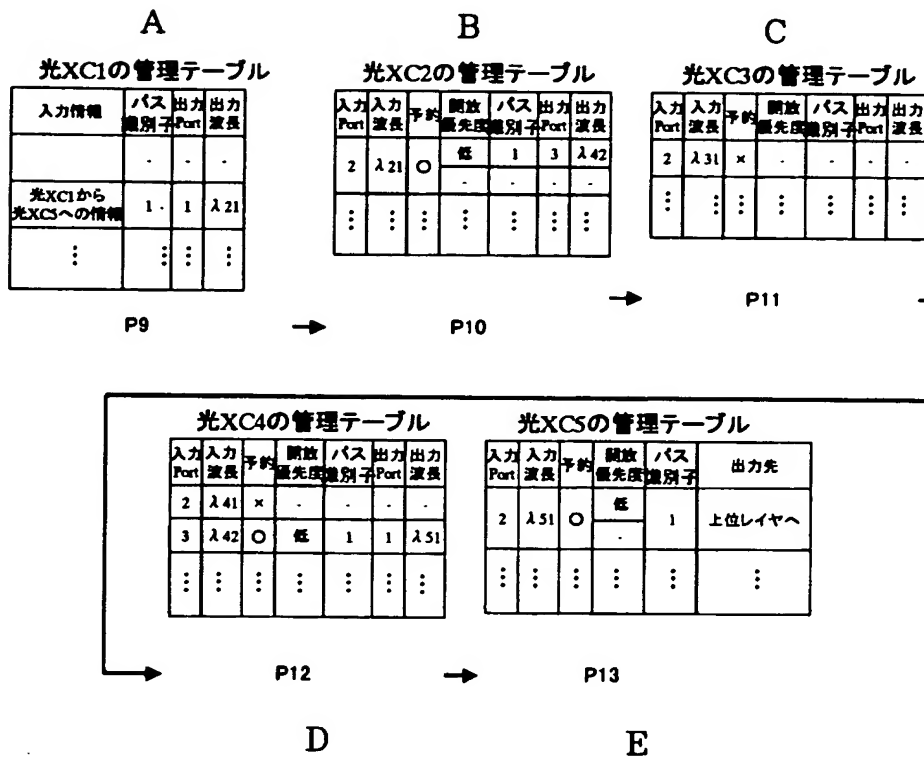 A
B
C
光XC1の管理テーブル
入力情報 パス識別子 出力Port 出力波長
- - -
光XC1から光XC5への情報 1 1 λ21
⋮ ⋮ ⋮ ⋮
光XC2の管理テーブル
入力Port 入力波長 予約 開放優先度 パス識別子 出力Port 出力波長
2 λ21 ○ 低 1 3 λ42
- - - -
⋮ ⋮ ⋮ ⋮ ⋮ ⋮ ⋮
光XC3の管理テーブル
入力Port 入力波長 予約 開放優先度 パス識別子 出力Port 出力波長
2 λ31 × - - - -
⋮ ⋮ ⋮ ⋮ ⋮ ⋮ ⋮
P9 → P10 → P11
光XC4の管理テーブル
入力Port 入力波長 予約 開放優先度 パス識別子 出力Port 出力波長
2 λ41 × - - - -
3 λ42 ○ 低 1 1 λ51
⋮ ⋮ ⋮ ⋮ ⋮ ⋮ ⋮
光XC5の管理テーブル
入力Port 入力波長 予約 開放優先度 パス識別子 出力先
2 λ51 ○ 低 1 上位レイヤへ
-
⋮ ⋮ ⋮ ⋮ ⋮ ⋮
→ P12 → P13
D
E